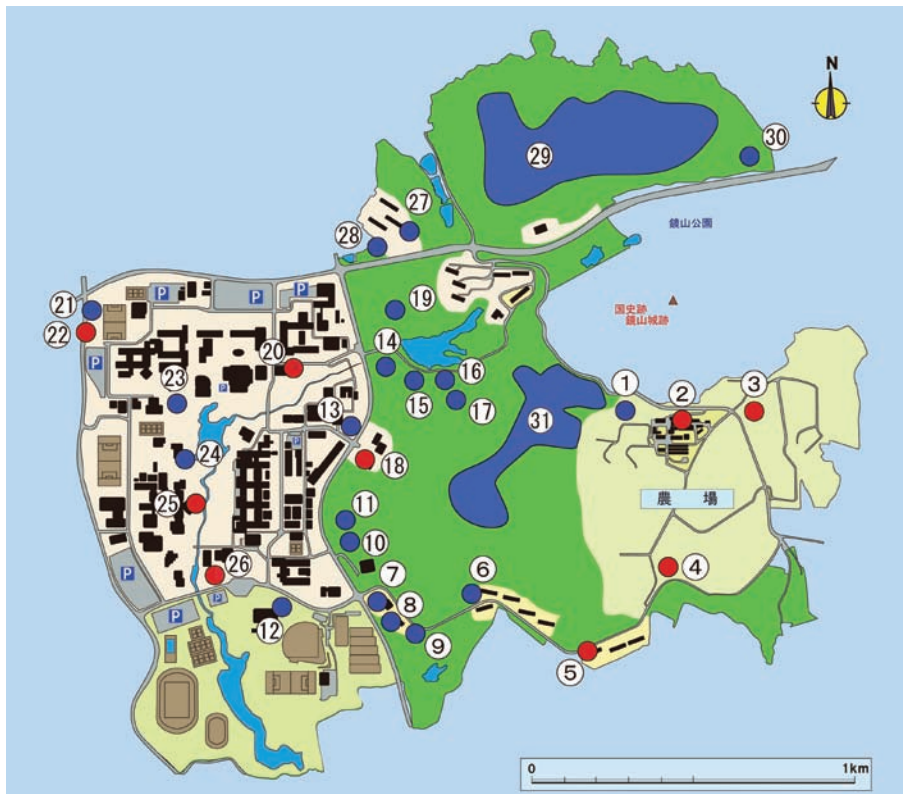 N
㉚
㉙
㉗
鏡山公園
㉘
⑲
㉑
P
P
P
国史跡
鏡山城跡
㉒
⑭
⑳
⑯
①
②
③
㉓
P
P
⑮
⑰
⑬
㉛
P
㉔
⑱
農 場
㉕
⑪
⑩
④
㉖
⑦
⑥
P
⑧
P
P
⑫
⑨
⑤
0
1km